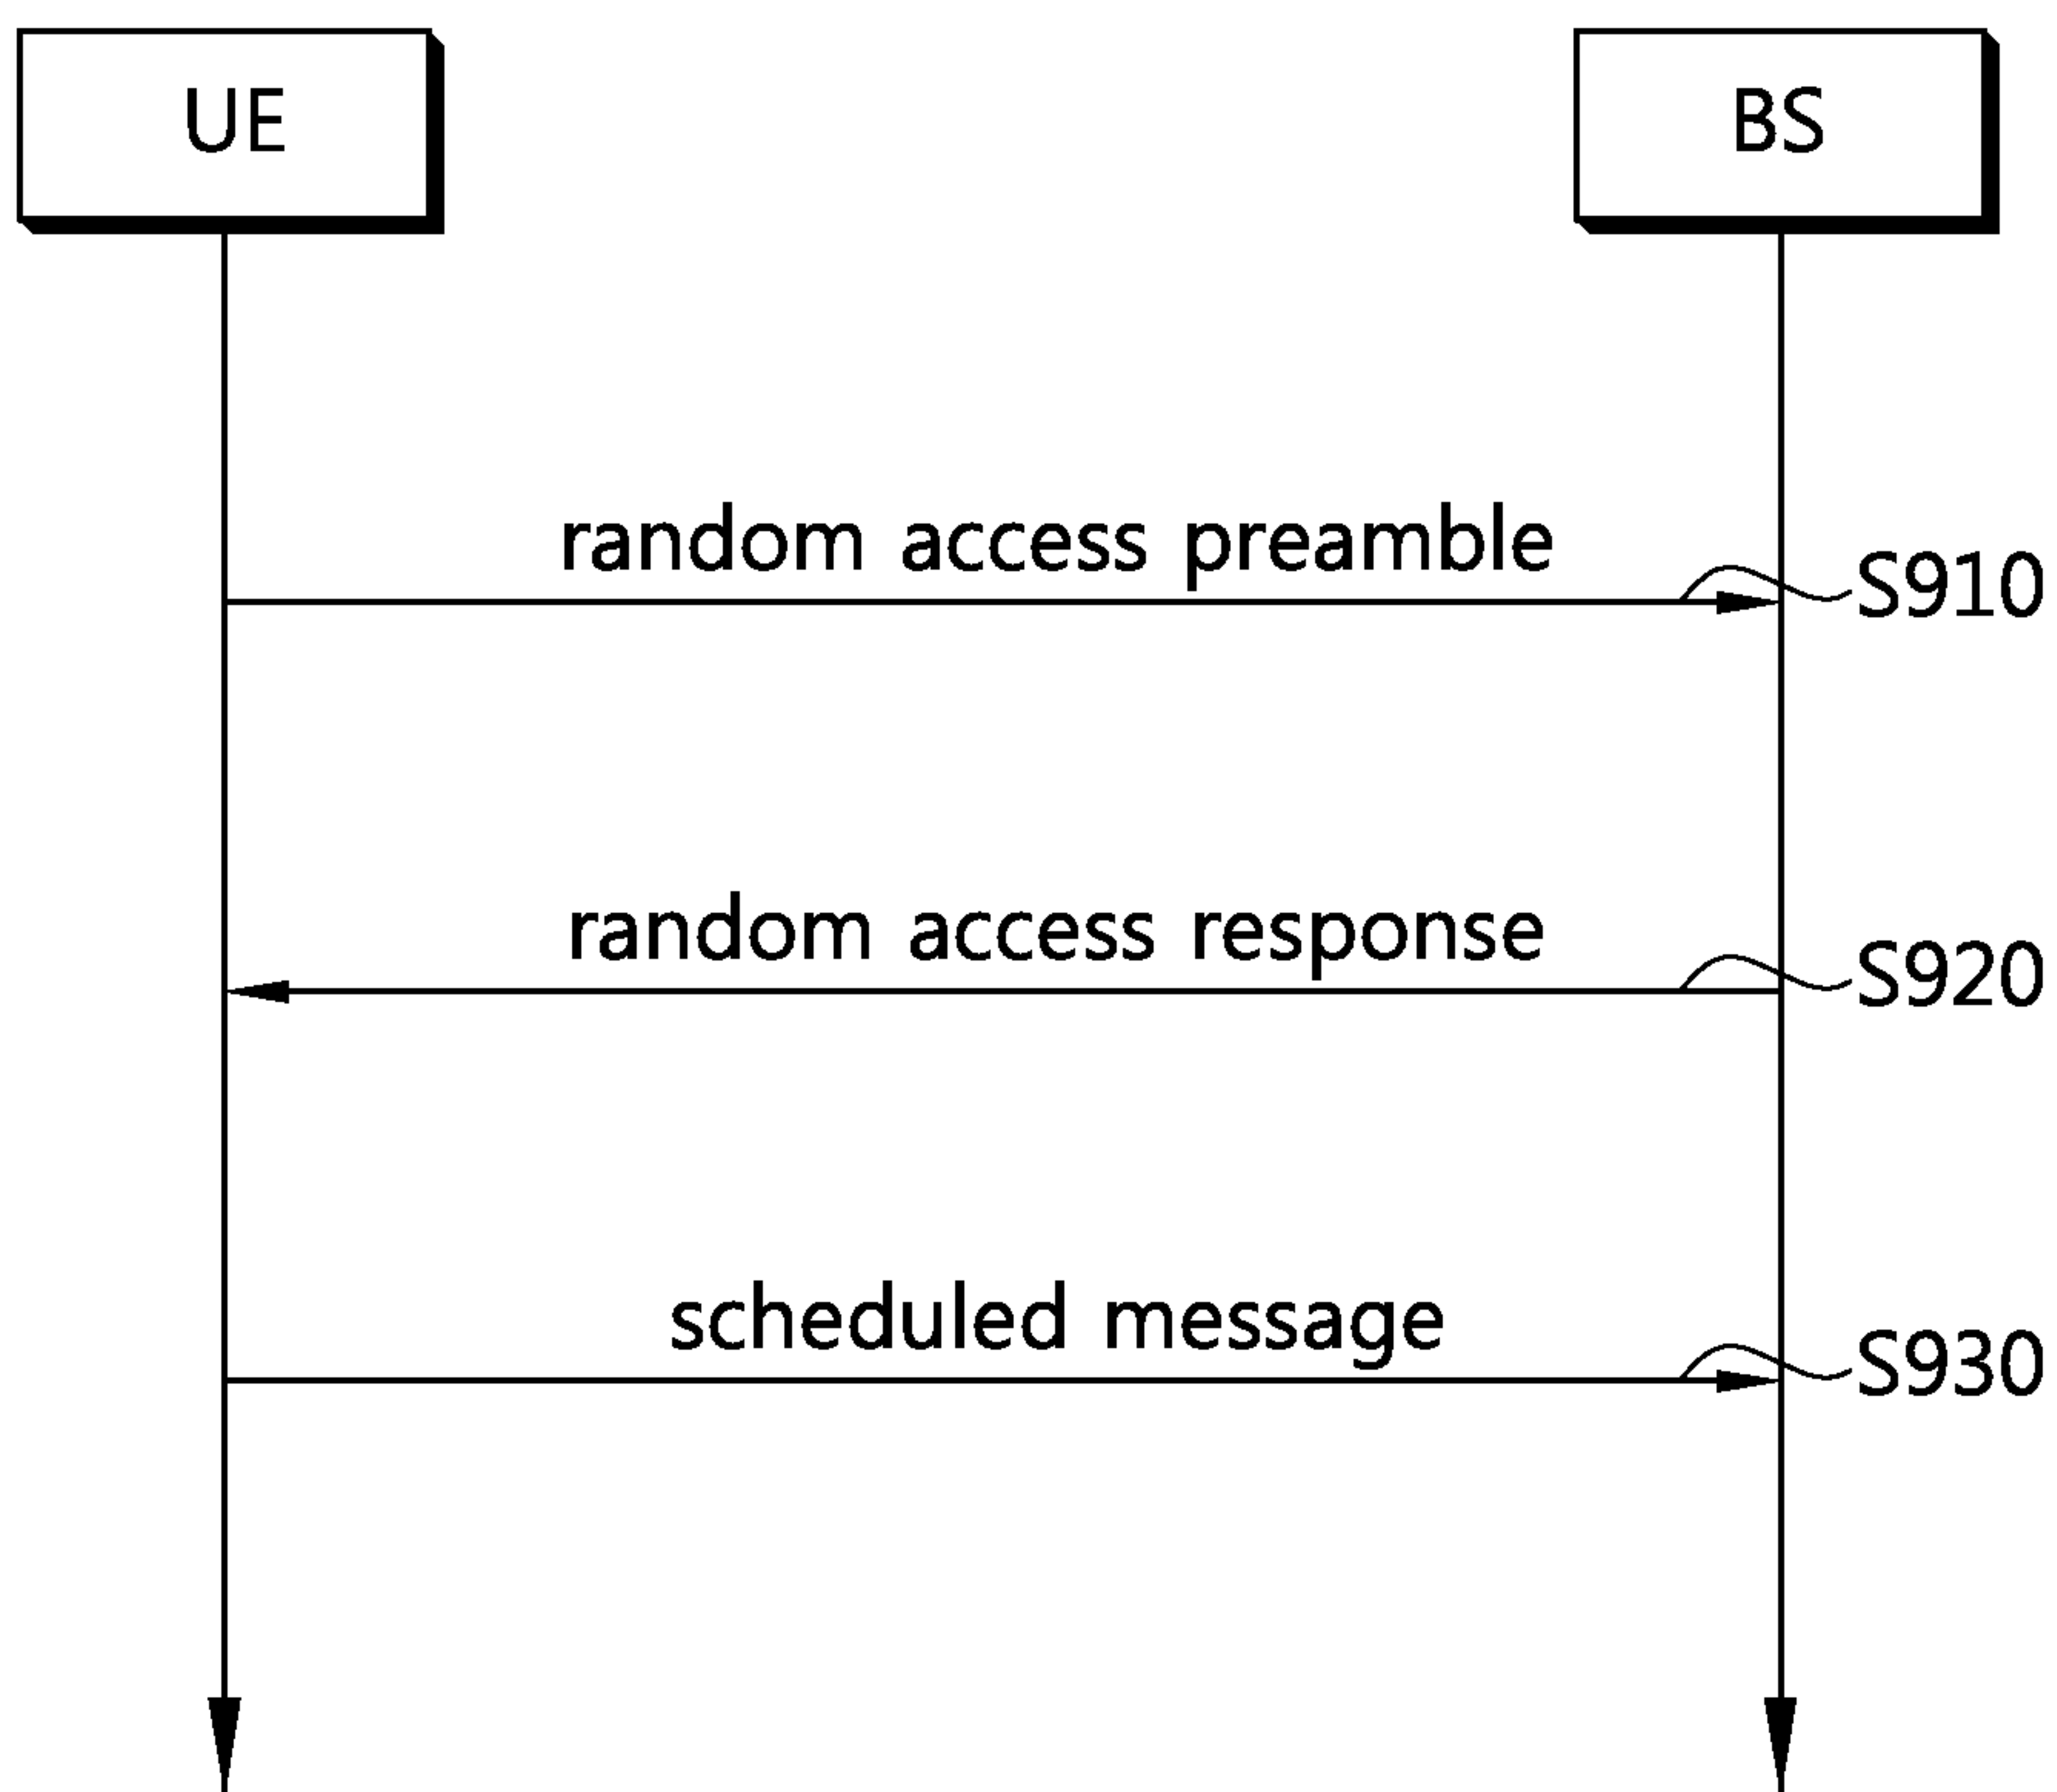 UE
BS
random access preamble
S910
random access response
S920
scheduled message
S930